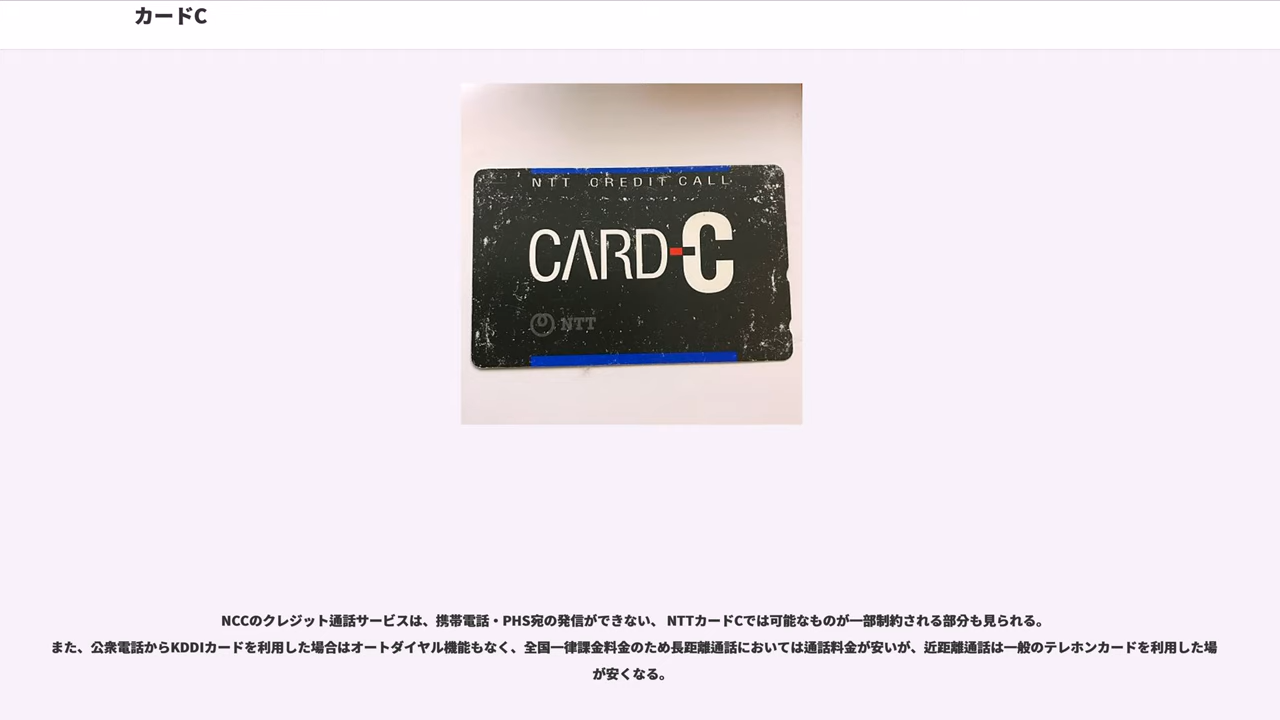 カードC
NTT CREDIT CALL
CARD-C
NTT
NCCのクレジット通話サービスは、携帯電話・PHS宛の発信ができない、 NTTカードCでは可能なものが一部制約される部分も見られる。
また、公衆電話からKDDIカードを利用した場合はオートダイヤル機能もなく、全国一律課金料金のため長距離通話においては通話料金が安いが、近距離通話は一般のテレホンカードを利用した場
が安くなる。